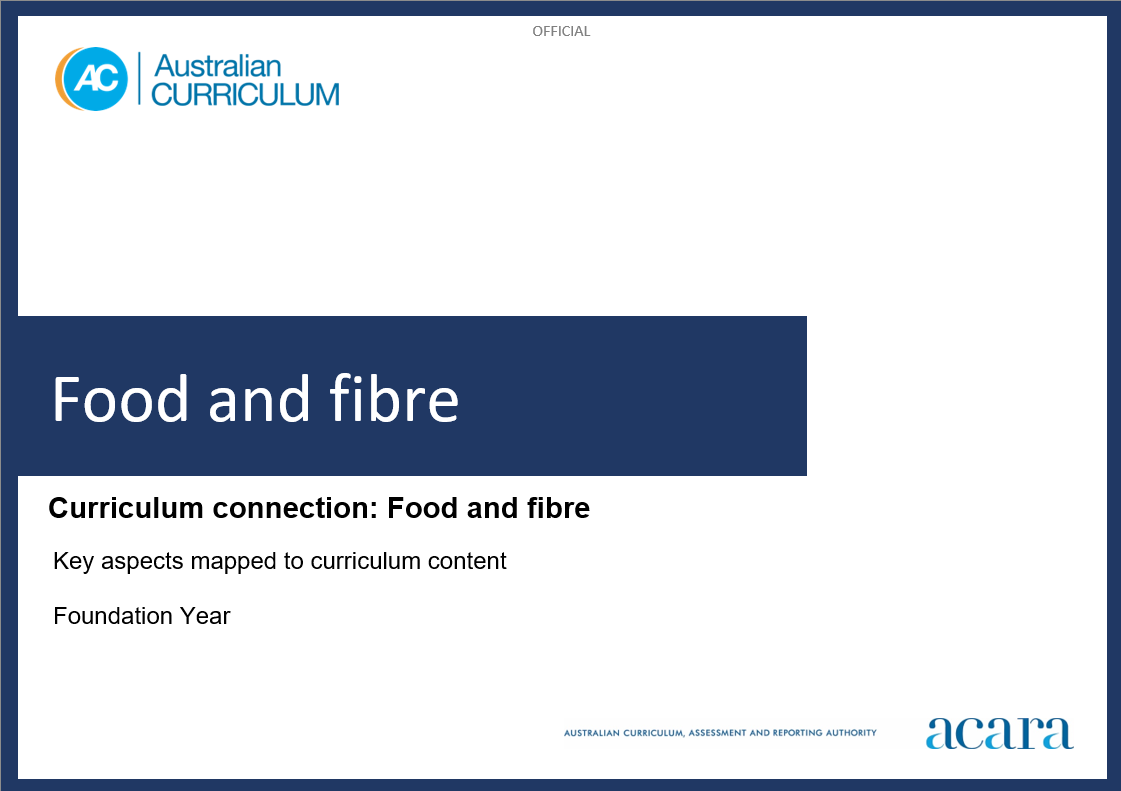 OFFICIAL
AC
Australian
CURRICULUM
Food and fibre
Curriculum connection: Food and fibre
Key aspects mapped to curriculum content
Foundation Year
AUSTRALIAN CURRICULUM, ASSESSMENT AND REPORTING AUTHORITY
acara